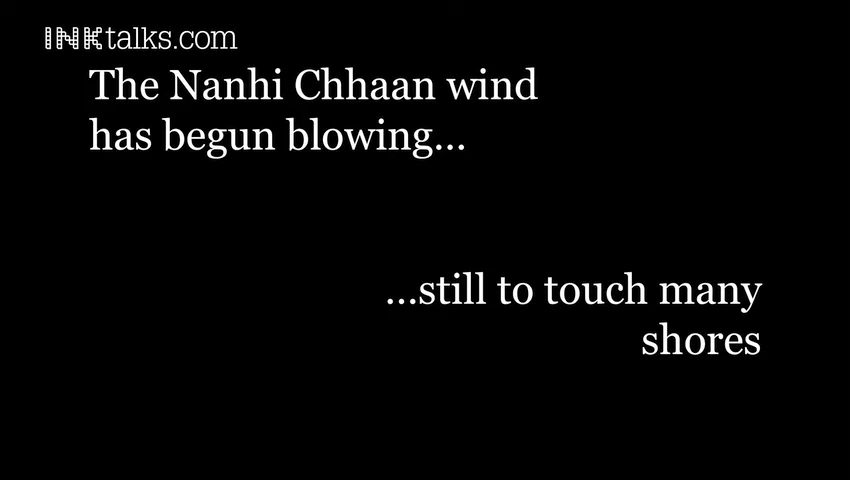 INKtalks.com
The Nanhi Chhaan wind
has begun blowing...
...still to touch many
shores